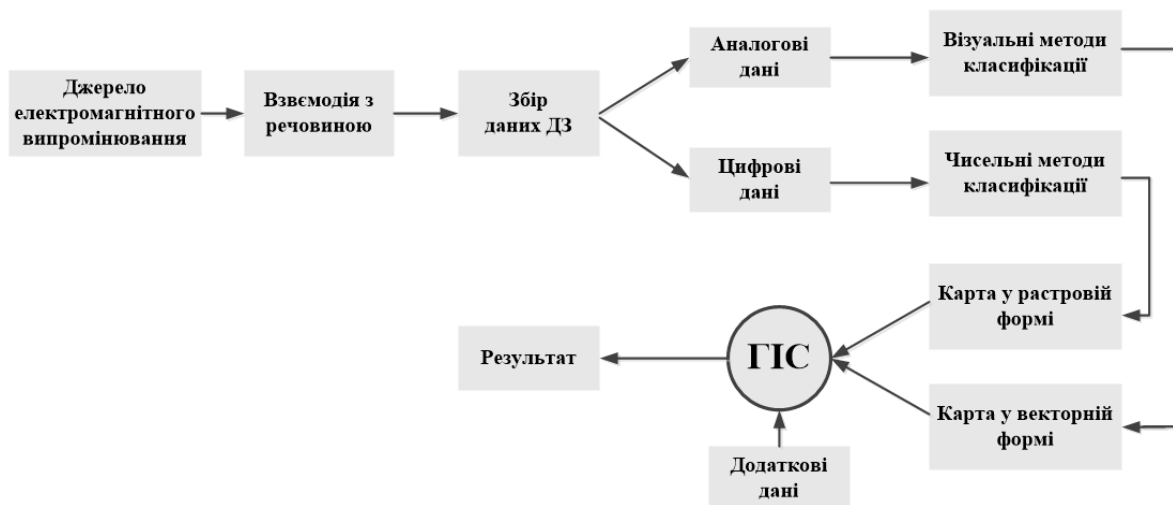 Джерело
електромагнітного
випромінювання
Взвємодія з
речовиною
Збір
даних ДЗ
Аналогові
дані
Візуальні методи
класифікації
Цифрові
дані
Чисельні методи
класифікації
Карта у растровій
формі
Карта у векторній
формі
ГІС
Додаткові
дані
Результат